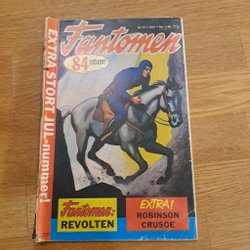 EXTRA STORT JUL-nummer!
Fantomen
84 SIDOR!
Fantomen:
REVOLTEN
EXTRA!
ROBINSON
CRUSOE